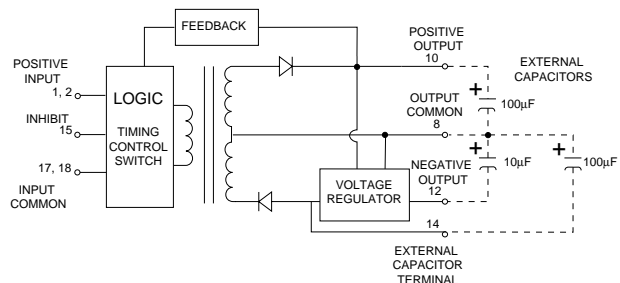 FEEDBACK
POSITIVE
OUTPUT
10
EXTERNAL
CAPACITORS
POSITIVE
INPUT
1, 2
LOGIC
+
100µF
INHIBIT
15
TIMING
CONTROL
SWITCH
OUTPUT
COMMON
8
+
10µF
+
100µF
17, 18
INPUT
COMMON
VOLTAGE
REGULATOR
NEGATIVE
OUTPUT
12
14
EXTERNAL
CAPACITOR
TERMINAL